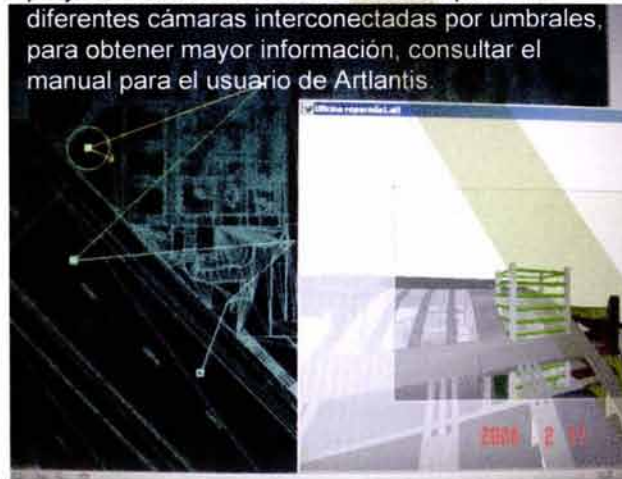 diferentes cámaras interconectadas por umbrales,
para obtener mayor información, consultar el
manual para el usuario de Artlantis